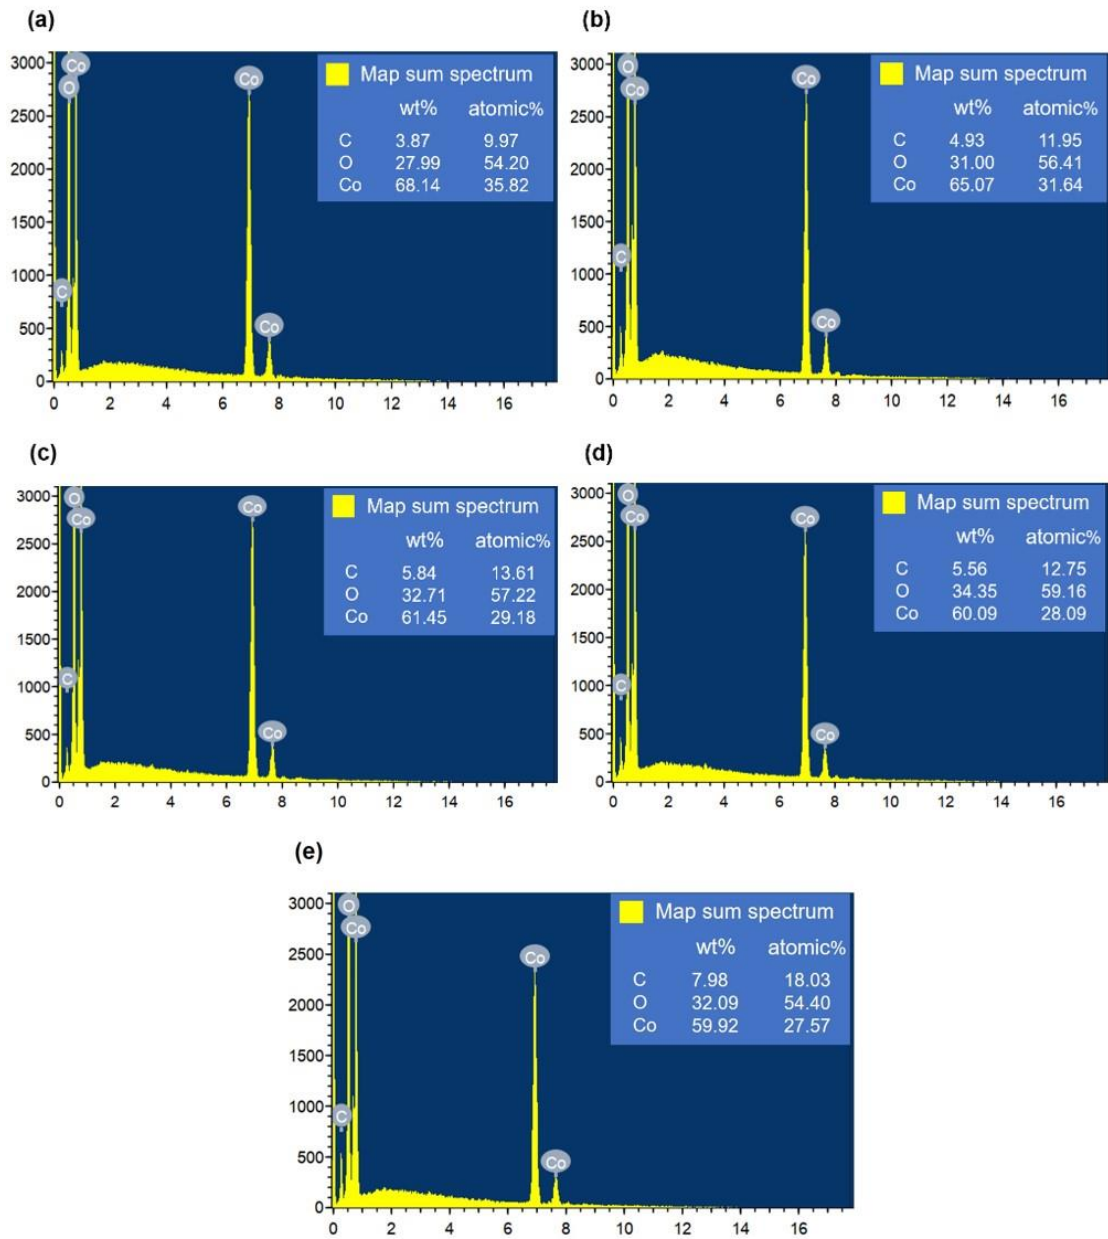 (a)
Map sum spectrum
wt% atomic%
C 3.87 9.97
O 27.99 54.20
Co 68.14 35.82
Co
O
C
Co
Co
3000
2500
2000
1500
1000
500
0
0 2 4 6 8 10 12 14 16
(b)
Map sum spectrum
wt% atomic%
C 4.93 11.95
O 31.00 56.41
Co 65.07 31.64
O
Co
C
Co
Co
3000
2500
2000
1500
1000
500
0
0 2 4 6 8 10 12 14 16
(c)
Map sum spectrum
wt% atomic%
C 5.84 13.61
O 32.71 57.22
Co 61.45 29.18
O
Co
C
Co
Co
3000
2500
2000
1500
1000
500
0
0 2 4 6 8 10 12 14 16
(d)
Map sum spectrum
wt% atomic%
C 5.56 12.75
O 34.35 59.16
Co 60.09 28.09
O
Co
C
Co
Co
3000
2500
2000
1500
1000
500
0
0 2 4 6 8 10 12 14 16
(e)
Map sum spectrum
wt% atomic%
C 7.98 18.03
O 32.09 54.40
Co 59.92 27.57
O
Co
C
Co
Co
3000
2500
2000
1500
1000
500
0
0 2 4 6 8 10 12 14 16